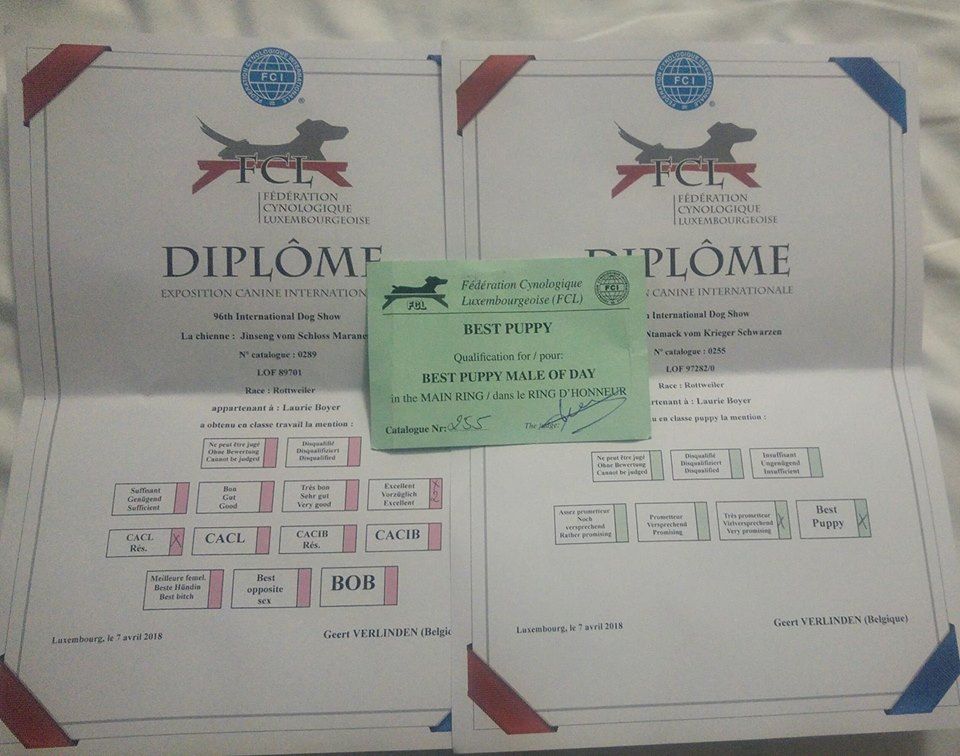 FCI
FCL
FÉDÉRATION
CYNOLOGIQUE
LUXEMBOURGEOISE
DIPLÔME
EXPOSITION CANINE INTERNATION
96th International Dog Show
La chienne : Jinseng vom Schloss Marane
N° catalogue : 0289
LOF 89701
Race : Rottweiler
appartenant à : Laurie Boyer
a obtenu en classe travail la mention :
Ne peut être jugé
Ohne Bewertung
Cannot be judged
Disqualifié
Disqualifiziert
Disqualified
Suffisant
Genügend
Sufficient
Bon
Gut
Good
Très bon
Sehr gut
Very good
Excellent
Vorzüglich
Excellent
X
2
CACL
Rés.
X
CACL
CACIB
Rés.
CACIB
Meilleure femel.
Beste Hündin
Best bitch
Best
opposite
sex
BOB
Luxembourg, le 7 avril 2018
Geert VERLINDEN (Belgic
FCL
Fédération Cynologique
Luxembourgeoise (FCL)
FCI
BEST PUPPY
Qualification for / pour:
BEST PUPPY MALE OF DAY
in the MAIN RING / dans le RING D'HONNEUR
Catalogue Nr: 255
The judge:
FCI
FCL
FÉDÉRATION
CYNOLOGIQUE
LUXEMBOURGEOISE
DIPLÔME
N CANINE INTERNATIONALE
International Dog Show
Ntamack vom Krieger Schwarzen
N° catalogue : 0255
LOF 97282/0
Race : Rottweiler
partenant à : Laurie Boyer
enu en classe puppy la mention :
Ne peut être jugé
Ohne Bewertung
Cannot be judged
Disqualifié
Disqualifiziert
Disqualified
Insuffisant
Ungenügend
Insufficient
Assez prometteur
Noch
versprechend
Rather promising
Prometteur
Versprechend
Promising
Très prometteur
Vielversprechend
Very promising
X
Best
Puppy
X
Luxembourg, le 7 avril 2018
Geert VERLINDEN (Belgique)